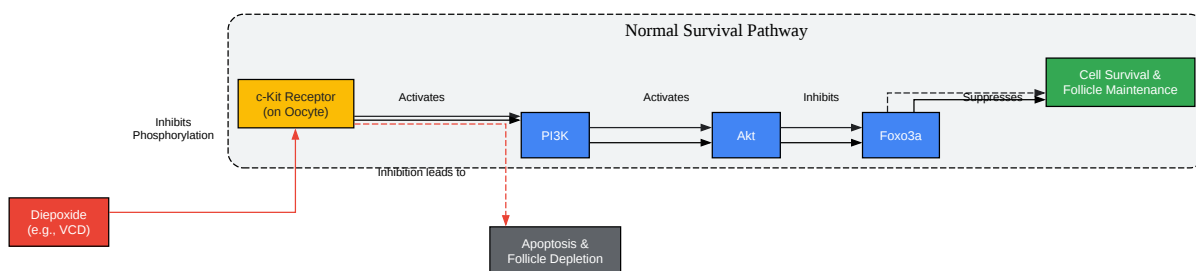 Normal Survival Pathway
Cell Survival &
Follicle Maintenance
c-Kit Receptor
(on Oocyte)
Activates
Activates
Inhibits
Suppresses
Inhibits
Phosphorylation
PI3K
Akt
Foxo3a
Inhibition leads to
Diepoxide
(e.g., VCD)
Apoptosis &
Follicle Depletion